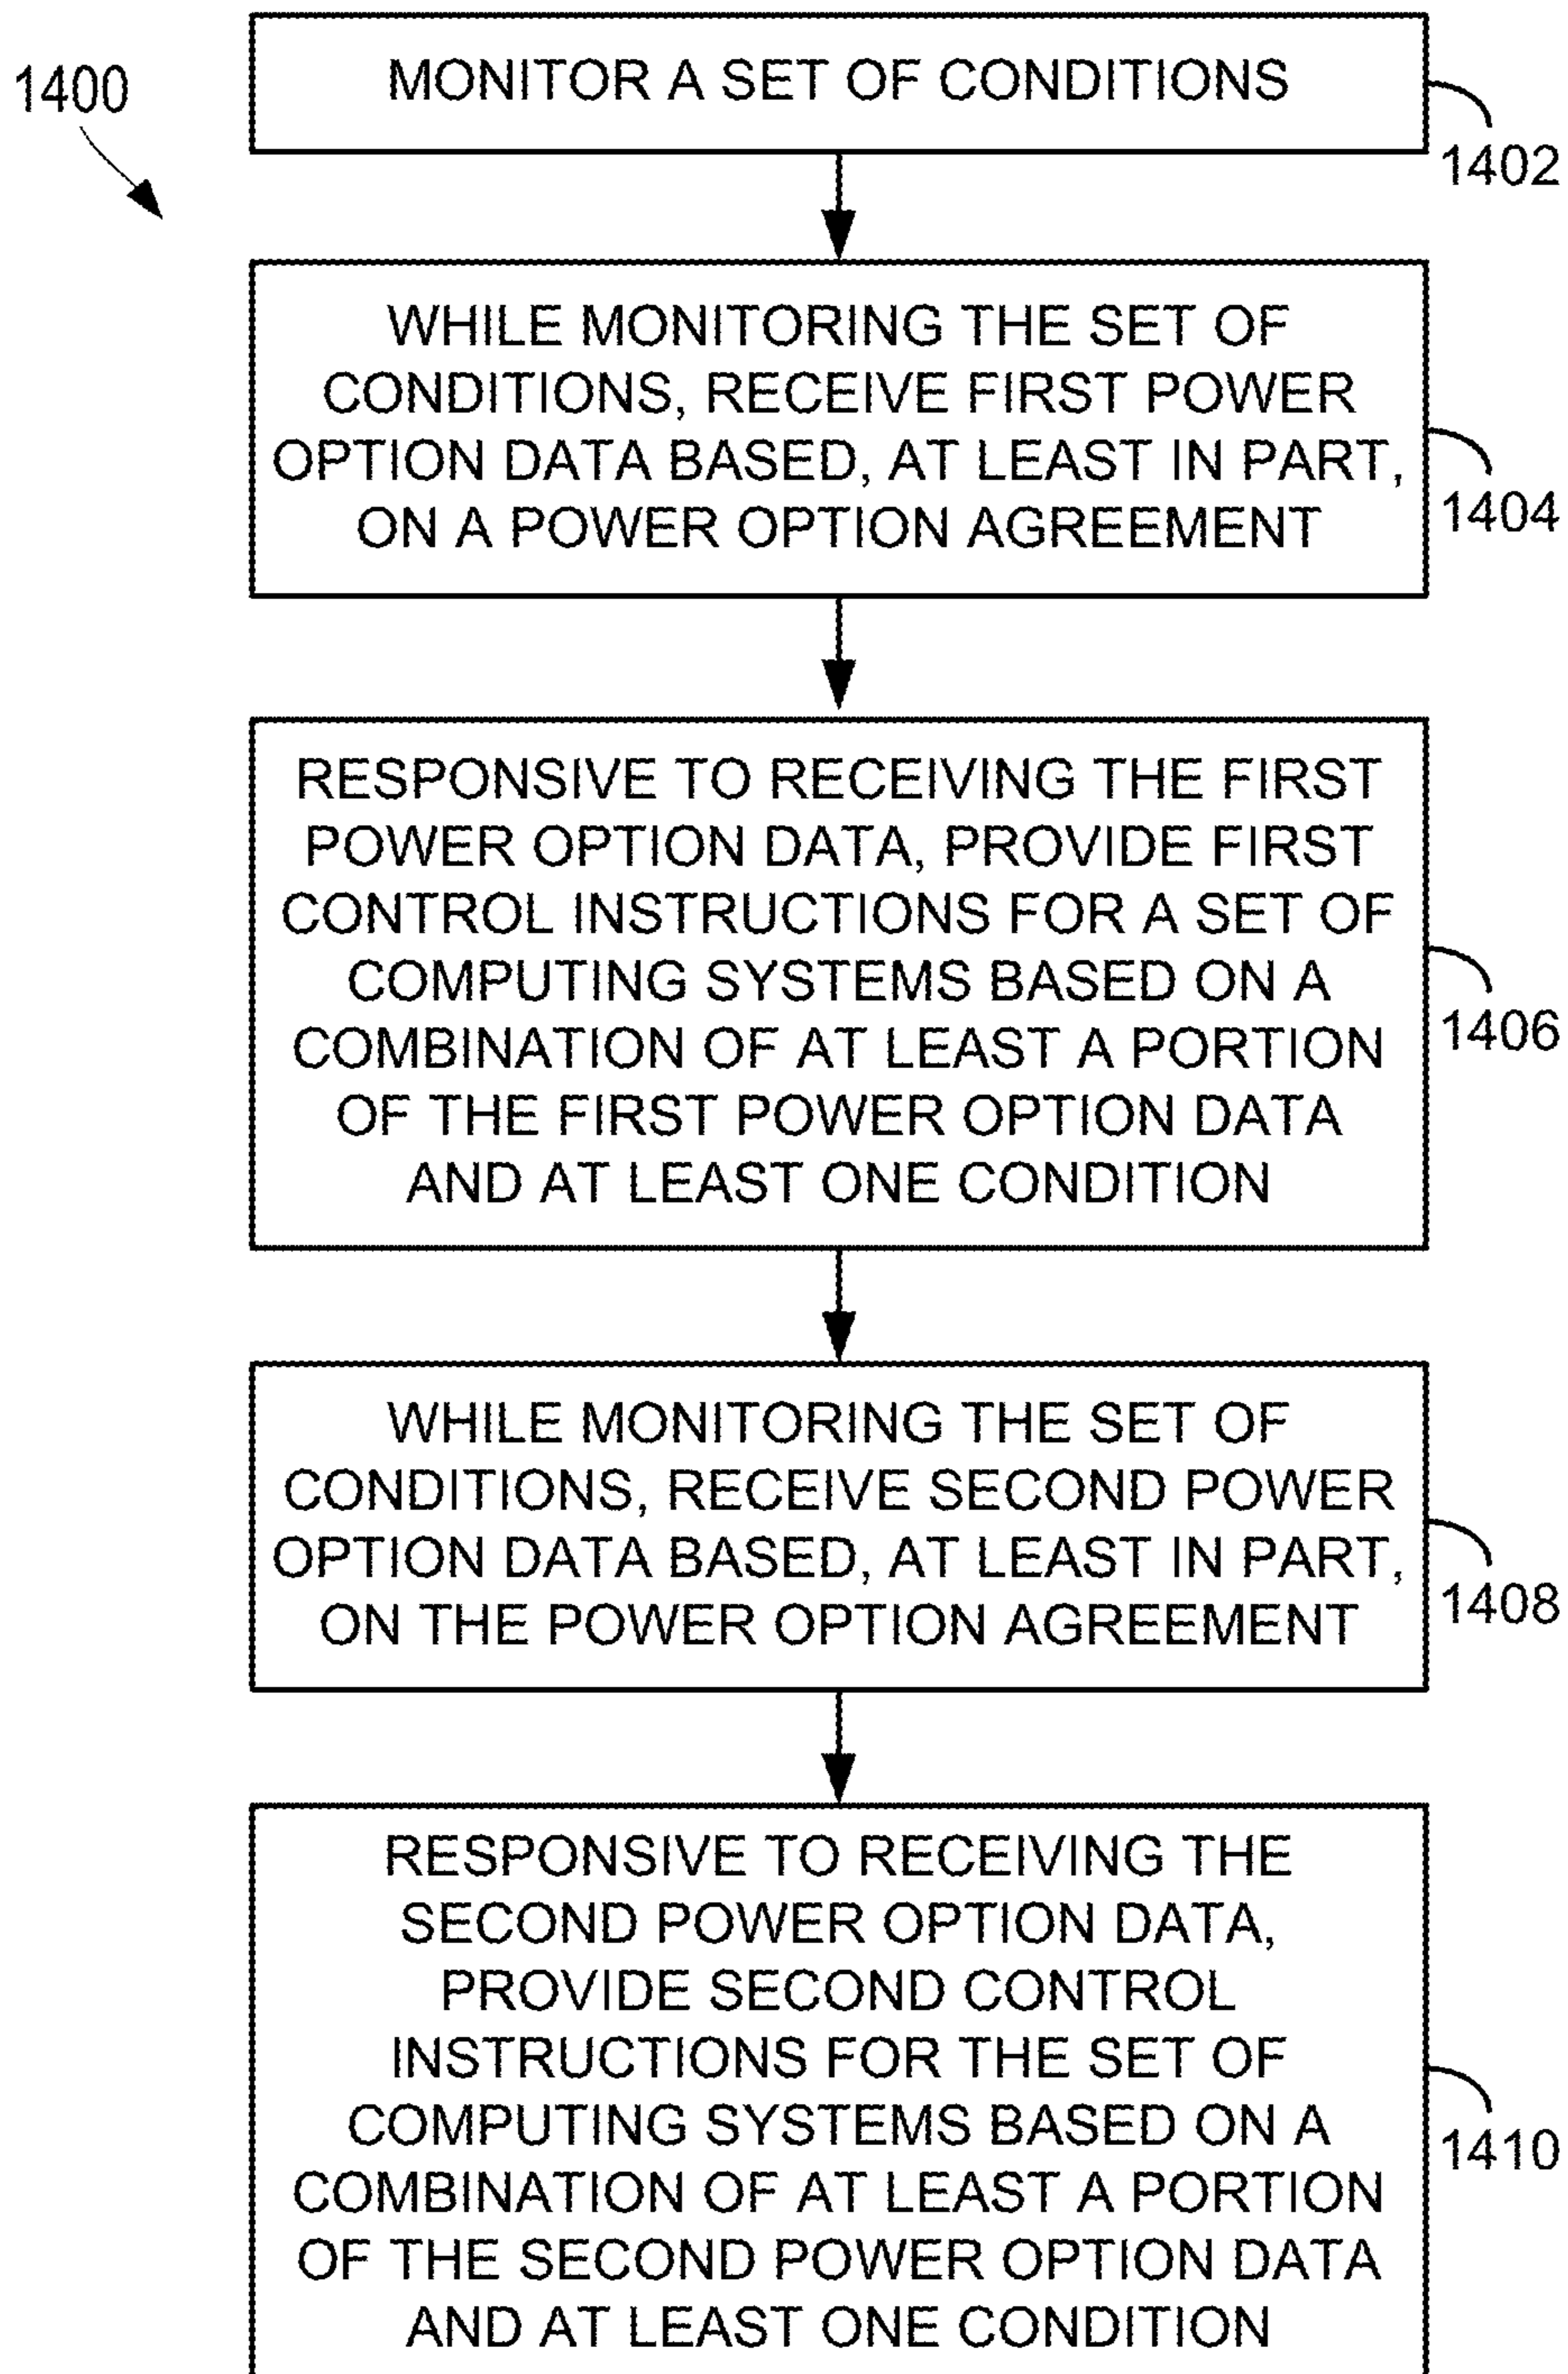 1400
MONITOR A SET OF CONDITIONS
1402
WHILE MONITORING THE SET OF
CONDITIONS, RECEIVE FIRST POWER
OPTION DATA BASED, AT LEAST IN PART,
ON A POWER OPTION AGREEMENT
1404
RESPONSIVE TO RECEIVING THE FIRST
POWER OPTION DATA, PROVIDE FIRST
CONTROL INSTRUCTIONS FOR A SET OF
COMPUTING SYSTEMS BASED ON A
COMBINATION OF AT LEAST A PORTION
OF THE FIRST POWER OPTION DATA
AND AT LEAST ONE CONDITION
1406
WHILE MONITORING THE SET OF
CONDITIONS, RECEIVE SECOND POWER
OPTION DATA BASED, AT LEAST IN PART,
ON THE POWER OPTION AGREEMENT
1408
RESPONSIVE TO RECEIVING THE
SECOND POWER OPTION DATA,
PROVIDE SECOND CONTROL
INSTRUCTIONS FOR THE SET OF
COMPUTING SYSTEMS BASED ON A
COMBINATION OF AT LEAST A PORTION
OF THE SECOND POWER OPTION DATA
AND AT LEAST ONE CONDITION
1410